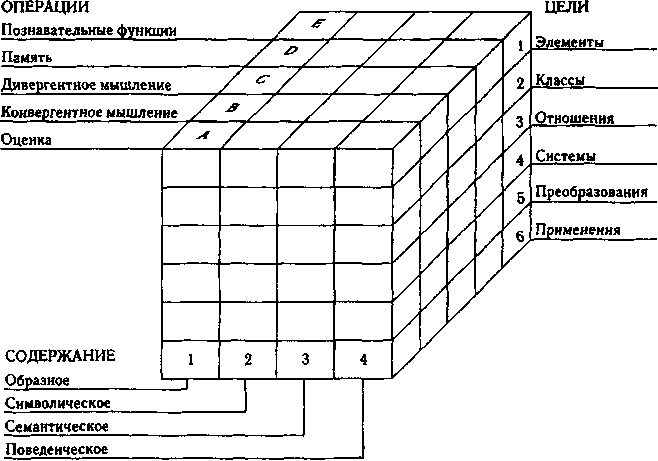 ОПЕРАЦИИ
Познавательные функции
Память
Дивергентное мышление
Конвергентное мышление
Оценка
E
D
C
B
A
ЦЕЛИ
1 Элементы
2 Классы
3 Отношения
4 Системы
5 Преобразования
6 Применения
СОДЕРЖАНИЕ
1 2 3 4
Образное
Символическое
Семантическое
Поведенческое